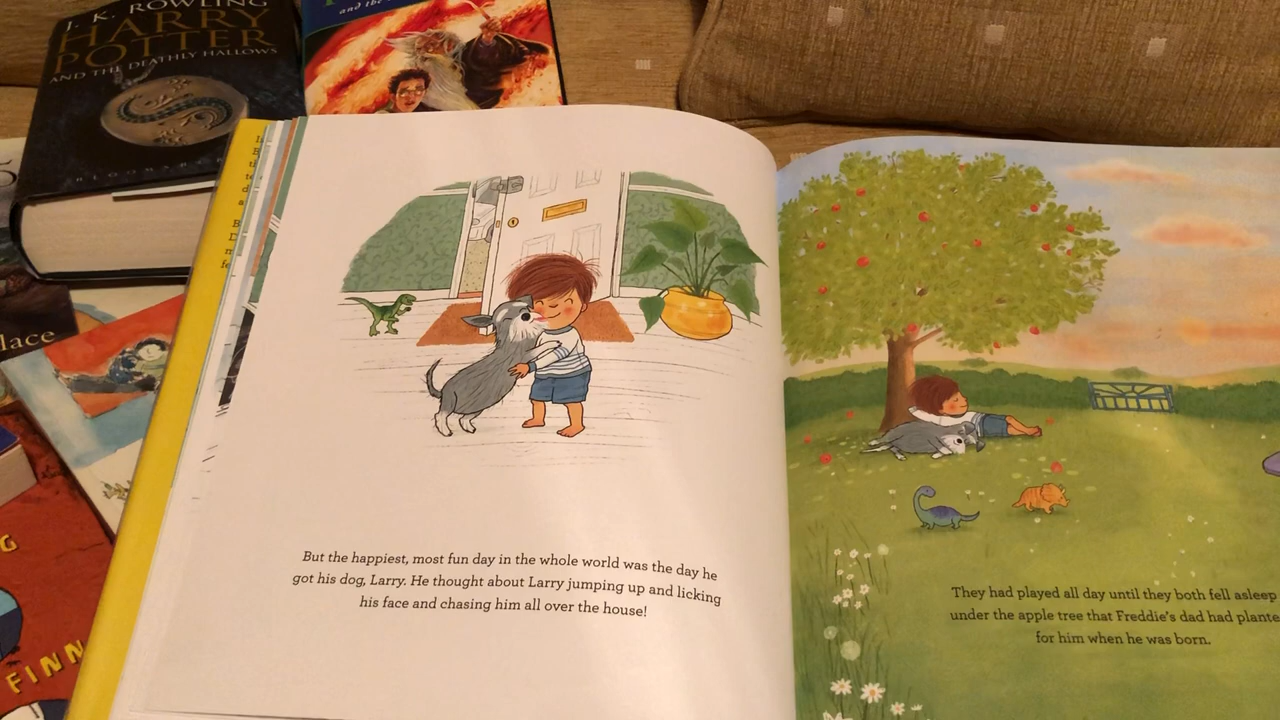 J. K. ROWLING
HARRY
POTTER
AND THE DEATHLY HALLOWS
and the
lace
FINN
But the happiest, most fun day in the whole world was the day he
got his dog, Larry. He thought about Larry jumping up and licking
his face and chasing him all over the house!
They had played all day until they both fell asleep
under the apple tree that Freddie's dad had plante
for him when he was born.